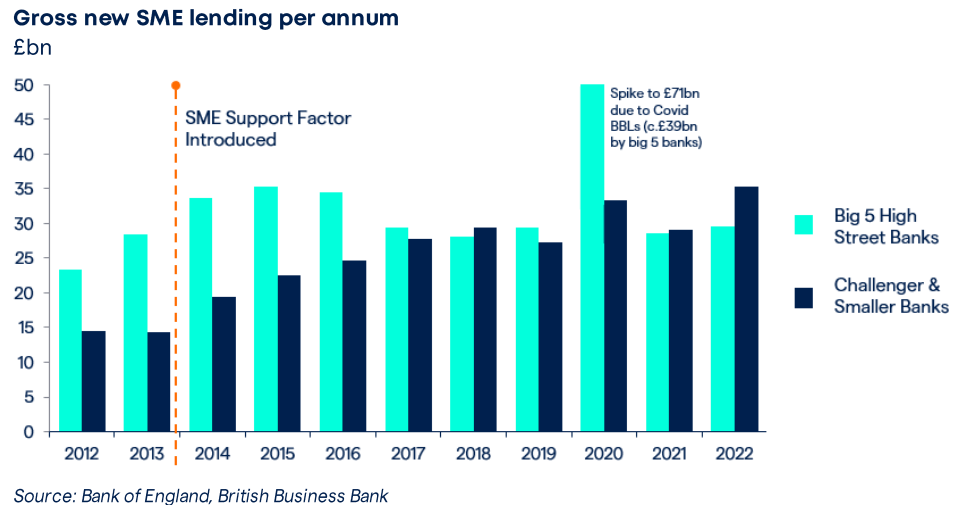 Gross new SME lending per annum
£bn
50
45
40
35
30
25
20
15
10
5
0
SME Support Factor
Introduced
Spike to £71bn
due to Covid
BBLs (c.£39bn
by big 5 banks)
Big 5 High
Street Banks
Challenger &
Smaller Banks
2012 2013 2014 2015 2016 2017 2018 2019 2020 2021 2022
Source: Bank of England, British Business Bank